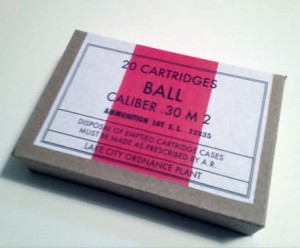 20 CARTRIDGES
BALL
CALIBER .30 M 2
AMMUNITION LOT S.L. 13835
DISPOSAL OF EMPTIED CARTRIDGE CASES
MUST BE MADE AS PRESCRIBED BY A.R.
LAKE CITY ORDNANCE PLANT